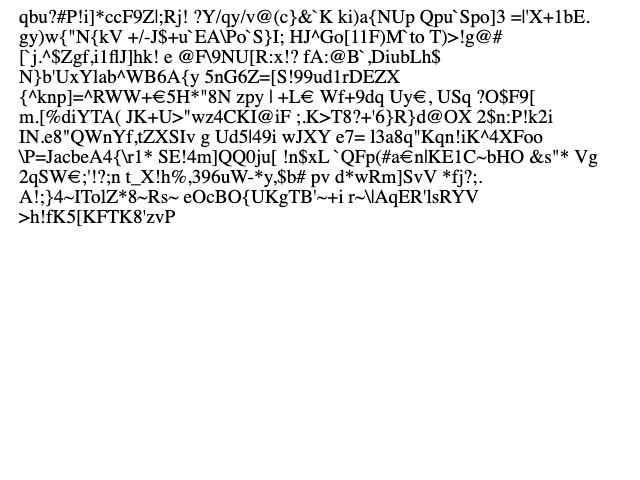 qbu?#P!i]*ccF9Z|;Rj! ?Y/qy/v@(c}&`K ki)a{NUp Qpu`Spo]3 =|'X+1bE.
gy)w{"N{kV +/-J$+u`EA\Po`S}I; HJ^Go[11F)M`to T)>!g@#
[`j.^$Zgf,i1flJ]hk! e @F\9NU[R:x!? fA:@B`,DiubLh$
N}b'UxYlab^WB6A{y 5nG6Z=[S!99ud1rDEZX
{^knp]=^RWW+€5H*"8N zpy | +L€ Wf+9dq Uy€, USq ?O$F9[
m.[%diYTA( JK+U>"wz4CKI@iF ;.K>T8?+'6}R}d@OX 2$n:P!k2i
IN.e8"QWnYf,tZXSIv g Ud5|49i wJXY e7= l3a8q"Kqn!iK^4XFoo
\P=JacbeA4{\r1* SE!4m]QQ0ju[ !n$xL `QFp(#a€n|KE1C~bHO &s"* Vg
2qSW€;'!?;n t_X!h%,396uW-*y,$b# pv d*wRm]SvV *fj?;.
A!;}4~ITolZ*8~Rs~ eOcBO{UKgTB'~+i r~\|AqER'lsRYV
>h!fK5[KFTK8'zvP